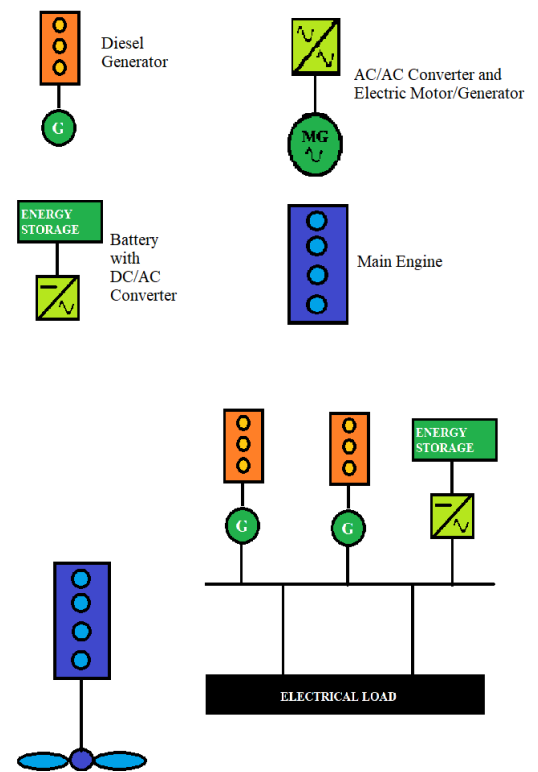 Diesel
Generator
G
AC/AC Converter and
Electric Motor/Generator
MG
ENERGY
STORAGE
Battery
with
DC/AC
Converter
Main Engine
ENERGY
STORAGE
G
G
ELECTRICAL LOAD